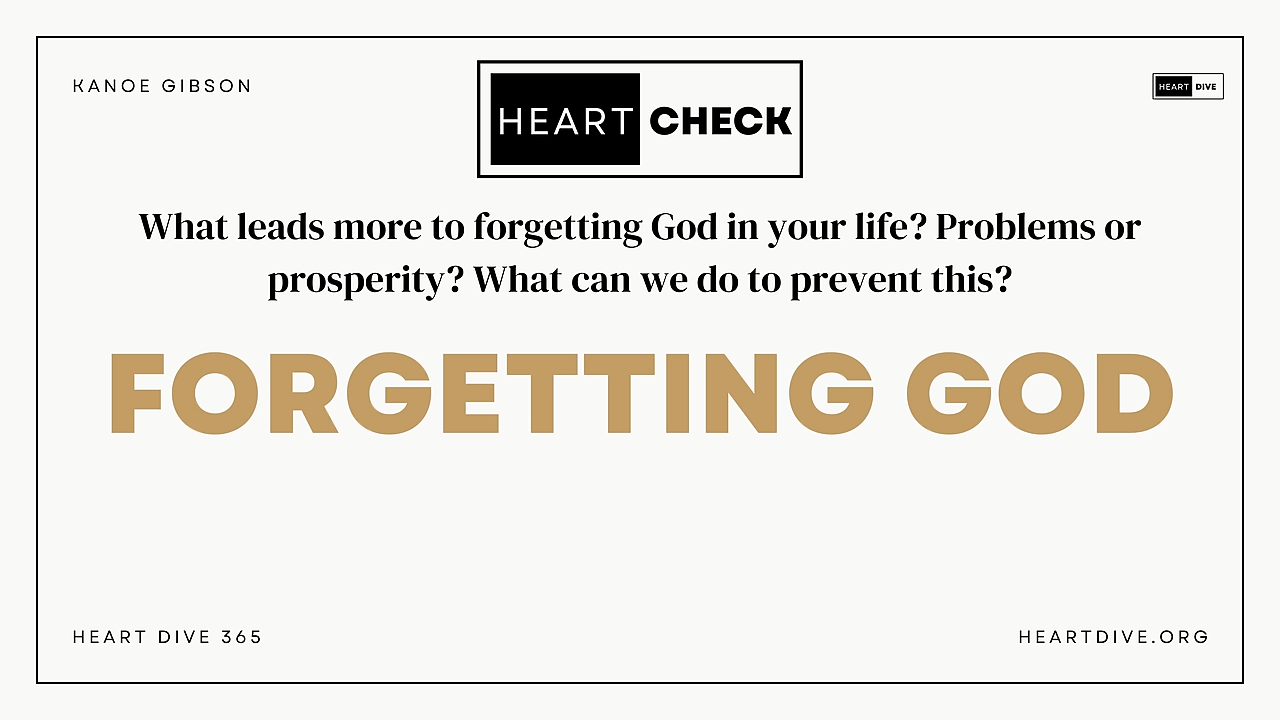 KANOE GIBSON
HEART CHECK
HEART DIVE
What leads more to forgetting God in your life? Problems or
prosperity? What can we do to prevent this?
FORGETTING GOD
HEART DIVE 365
HEARTDIVE.ORG